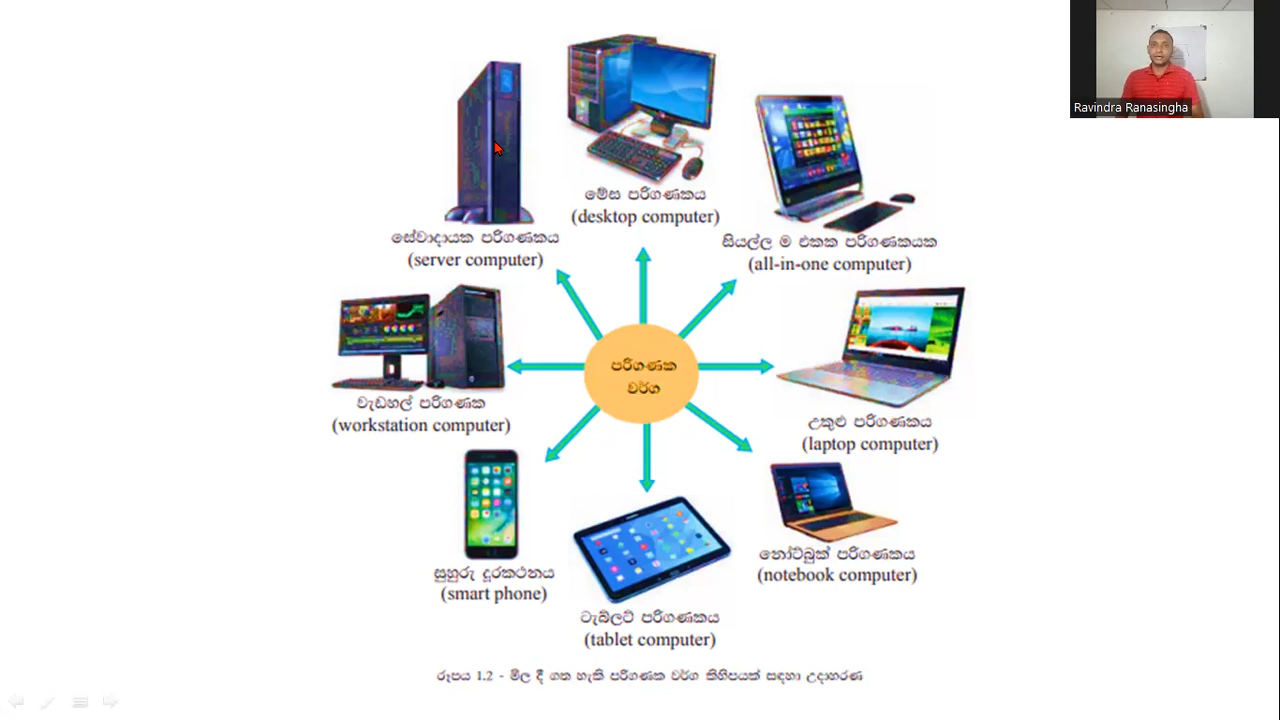 Ravindra Ranasingha
මේස පරිගණකය
(desktop computer)
සේවාදායක පරිගණකය
(server computer)
සියල්ල ම එකක පරිගණකයක
(all-in-one computer)
පරිගණක
වර්ග
වැඩහල් පරිගණක
(workstation computer)
උකුළු පරිගණකය
(laptop computer)
සුහුරු දූරකථනය
(smart phone)
නෝට්බුක් පරිගණකය
(notebook computer)
ටැබ්ලට් පරිගණකය
(tablet computer)
රූපය 1.2 - මිල දී ගත හැකි පරිගණක වර්ග කිහිපයක් සඳහා උදාහරණ